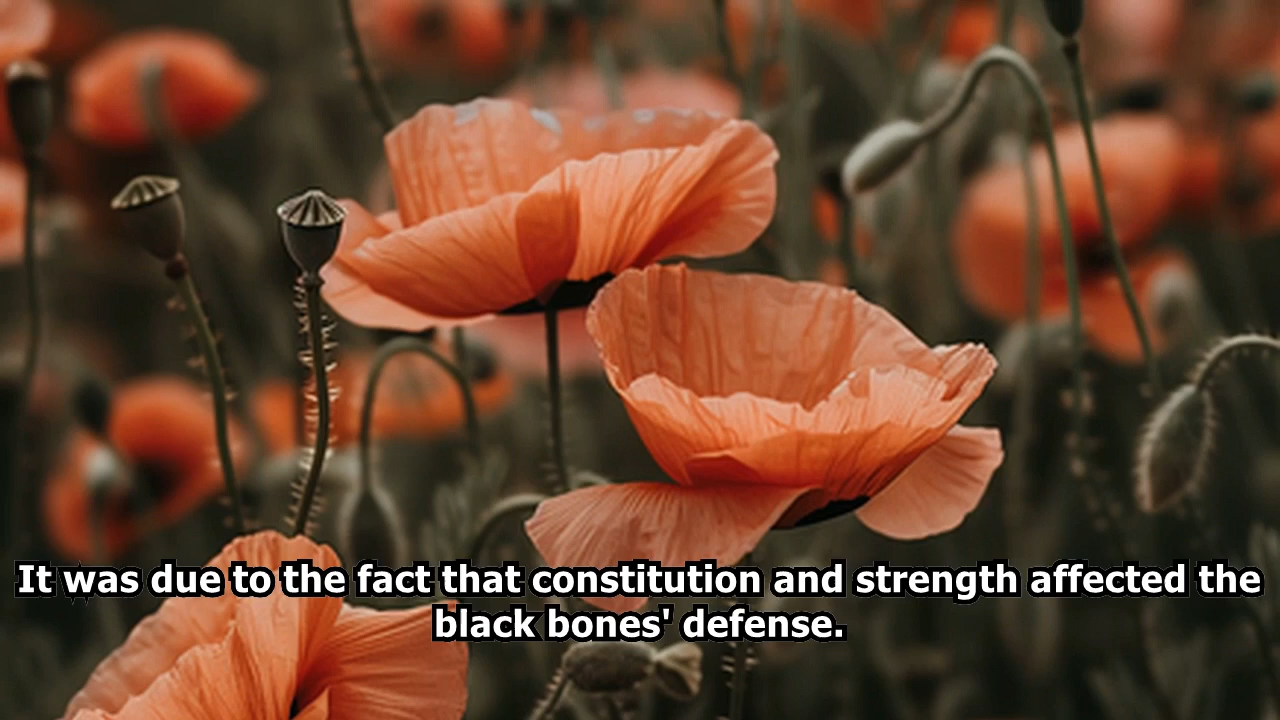 It was due to the fact that constitution and strength affected the
black bones' defense.